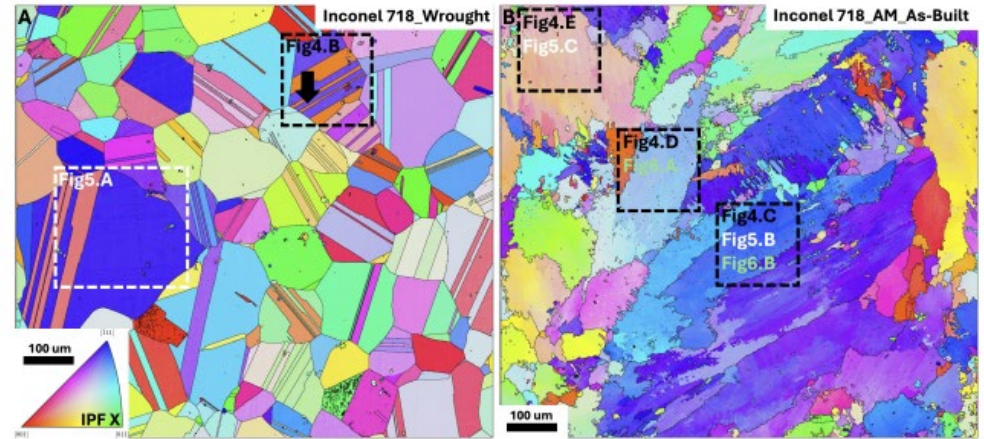 A
Inconel 718_Wrought
Fig4.B
Fig5.A
100 um
IPF X
[111]
[001]
[011]
B
Inconel 718_AM_As-Built
Fig4.E
Fig5.C
Fig4.D
Fig6.A
Fig4.C
Fig5.B
Fig6.B
100 um